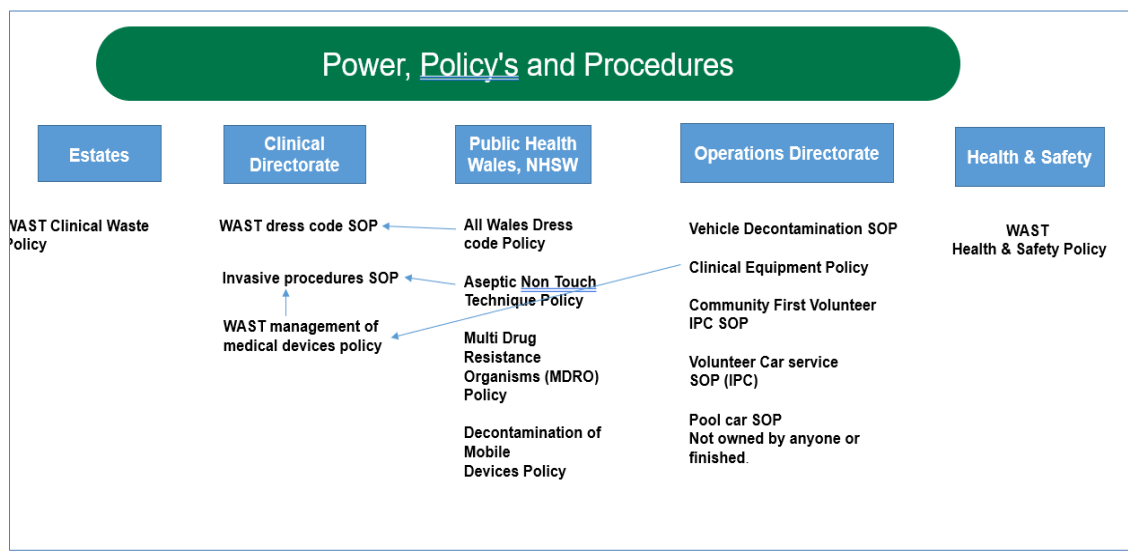 Power, Policy's and Procedures
Estates
WAST Clinical Waste
Policy
Clinical
Directorate
WAST dress code SOP
Invasive procedures SOP
WAST management of
medical devices policy
Public Health
Wales, NHSW
All Wales Dress
code Policy
Aseptic Non Touch
Technique Policy
Multi Drug
Resistance
Organisms (MDRO)
Policy
Decontamination of
Mobile
Devices Policy
Operations Directorate
Vehicle Decontamination SOP
Clinical Equipment Policy
Community First Volunteer
IPC SOP
Volunteer Car service
SOP (IPC)
Pool car SOP
Not owned by anyone or
finished.
Health & Safety
WAST
Health & Safety Policy